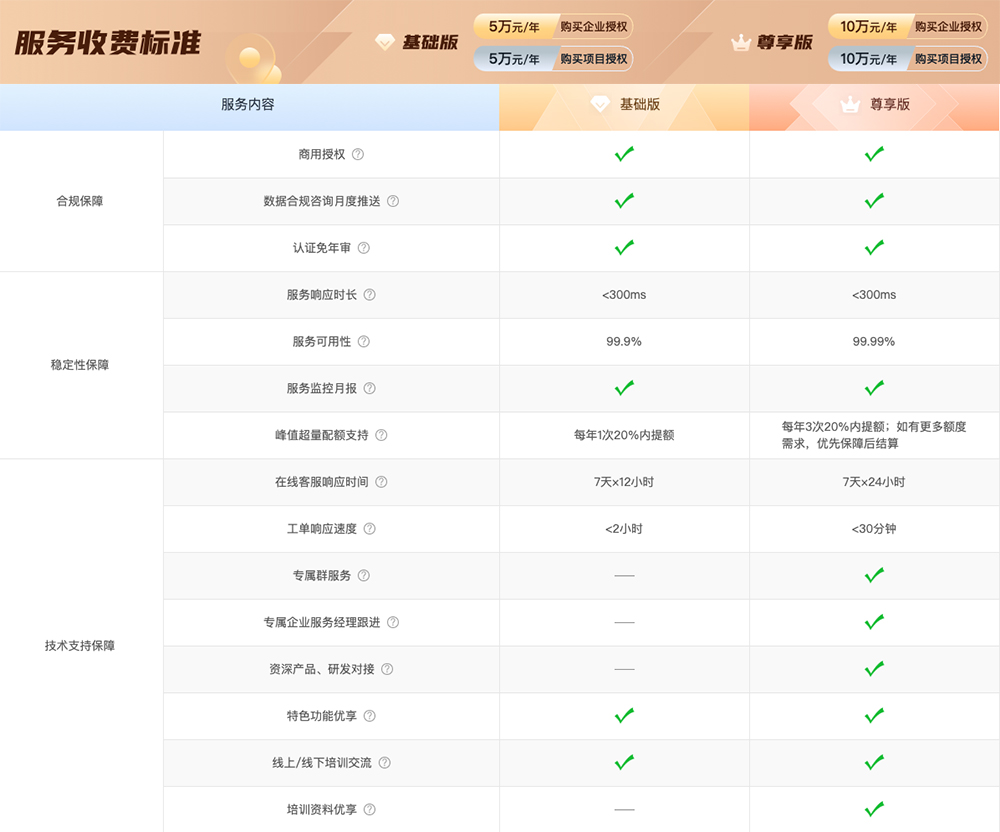 服务收费标准
基础版
5万元/年 购买企业授权
5万元/年 购买项目授权
尊享版
10万元/年 购买企业授权
10万元/年 购买项目授权
服务内容 基础版 尊享版
合规保障
商用授权 ?
数据合规咨询月度推送 ?
认证免年审 ?
稳定性保障
服务响应时长 ? <300ms <300ms
服务可用性 ? 99.9% 99.99%
服务监控月报 ?
峰值超量配额支持 ? 每年1次20%内提额 每年3次20%内提额；如有更多额度
需求，优先保障后结算
技术支持保障
在线客服响应时间 ? 7天×12小时 7天×24小时
工单响应速度 ? <2小时 <30分钟
专属群服务 ? —
专属企业服务经理跟进 ? —
资深产品、研发对接 ? —
特色功能优享 ?
线上/线下培训交流 ?
培训资料优享 ? —